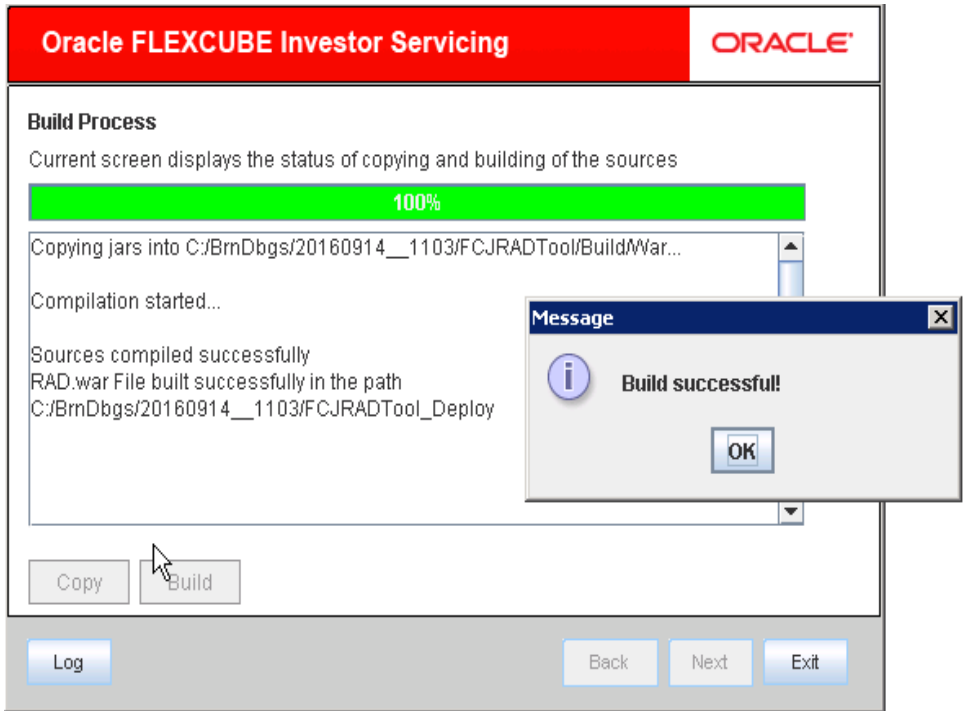 Oracle FLEXCUBE Investor Servicing
ORACLE®
Build Process
Current screen displays the status of copying and building of the sources
100%
Copying jars into C:/BrnDbgs/20160914__1103/FCJRADTool/Build/War...
Compilation started...
Sources compiled successfully
RAD.war File built successfully in the path
C:/BrnDbgs/20160914__1103/FCJRADTool_Deploy
Message
Build successful!
OK
Copy
Build
Log
Back
Next
Exit